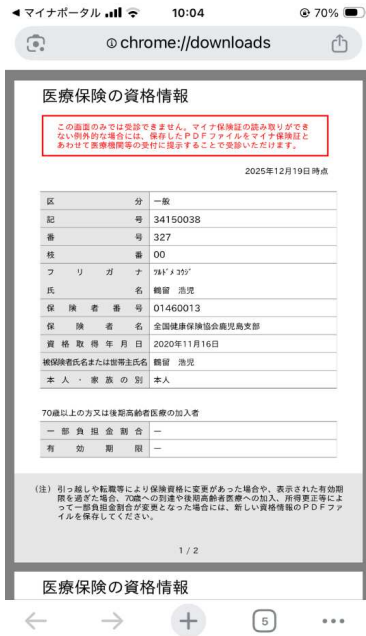 ◀ マイナポータル
10:04
70%
chrome://downloads
医療保険の資格情報
この画面のみでは受診できません。マイナ保険証の読み取りができ
ない例外的な場合には、保存したPDFファイルをマイナ保険証と
あわせて医療機関等の受付に提示することで受診いただけます。
2025年12月19日 時点
区分 一般
記号 34150038
番号 327
枝番 00
フリガナ ﾂﾙﾄﾞﾒ ｺｳｼﾞ
氏名 鶴留 浩児
保険者番号 01460013
保険者名 全国健康保険協会鹿児島支部
資格取得年月日 2020年11月16日
被保険者氏名または世帯主氏名 鶴留 浩児
本人・家族の別 本人
70歳以上の方又は後期高齢者医療の加入者
一部負担金割合 ー
有効期限 ー
(注) 引っ越しや転職等により保険資格に変更があった場合や、表示された有効期
限を過ぎた場合、70歳への到達や後期高齢者医療への加入、所得更正等によ
って一部負担金割合が変更となった場合には、新しい資格情報のPDFファ
イルを保存してください。
1 / 2
医療保険の資格情報
5